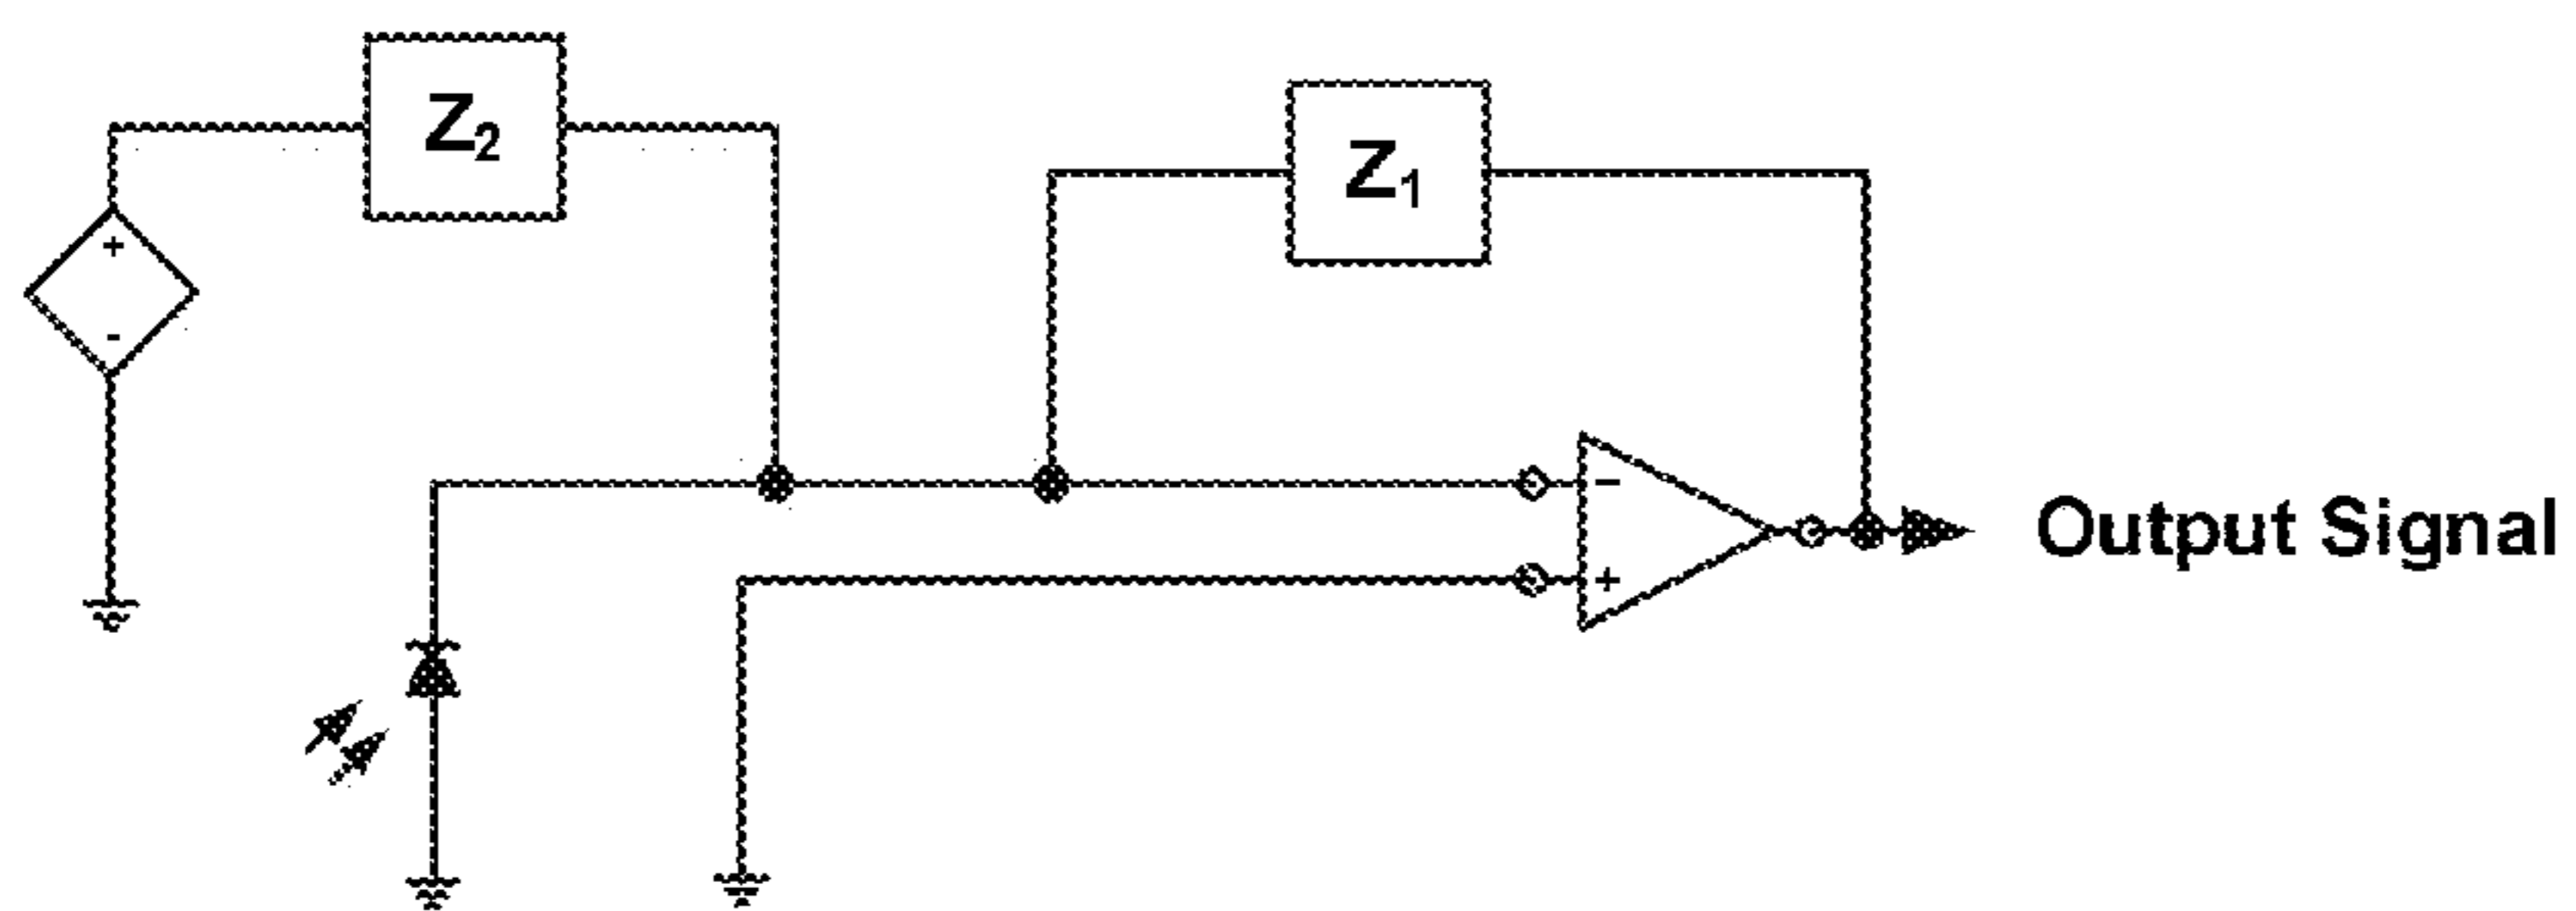 Z₂
Z₁
+
-
-
+
Output Signal